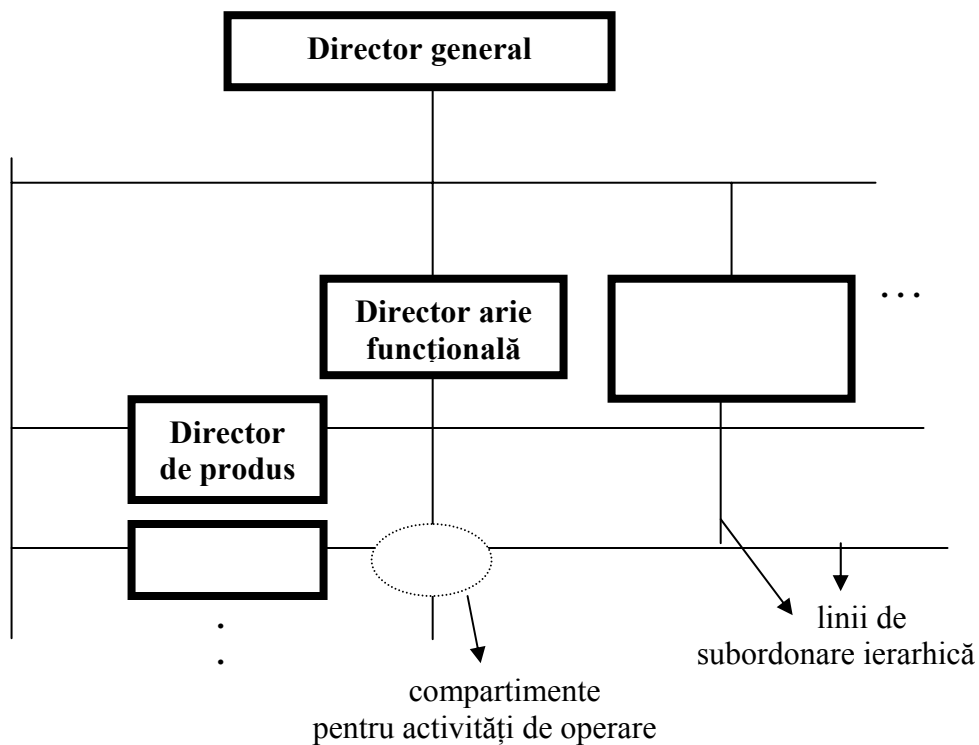 Director general
Director arie
funcțională
...
Director
de produs
.
.
linii de
subordonare ierarhică
compartimente
pentru activități de operare